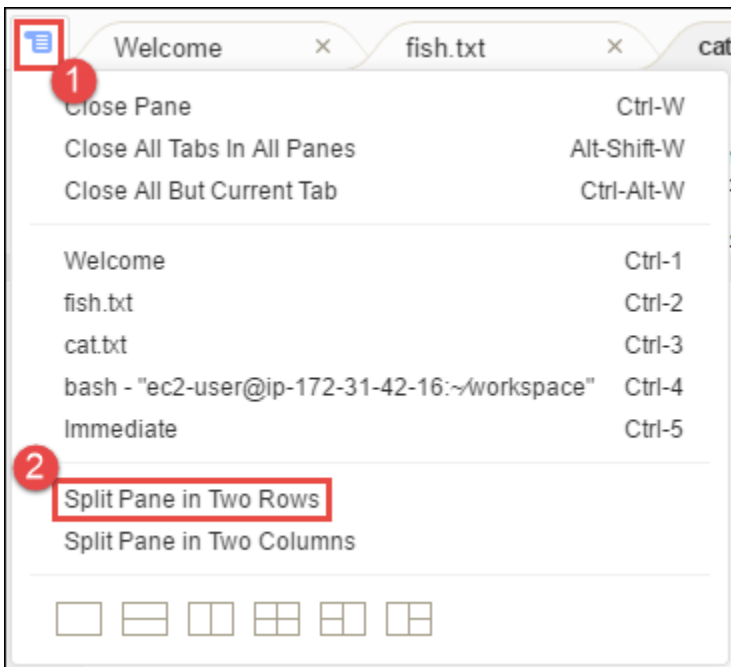 Welcome × fish.txt × cat
1
Close Pane Ctrl-W
Close All Tabs In All Panes Alt-Shift-W
Close All But Current Tab Ctrl-Alt-W
Welcome Ctrl-1
fish.txt Ctrl-2
cat.txt Ctrl-3
bash - "ec2-user@ip-172-31-42-16:~/workspace" Ctrl-4
Immediate Ctrl-5
2
Split Pane in Two Rows
Split Pane in Two Columns